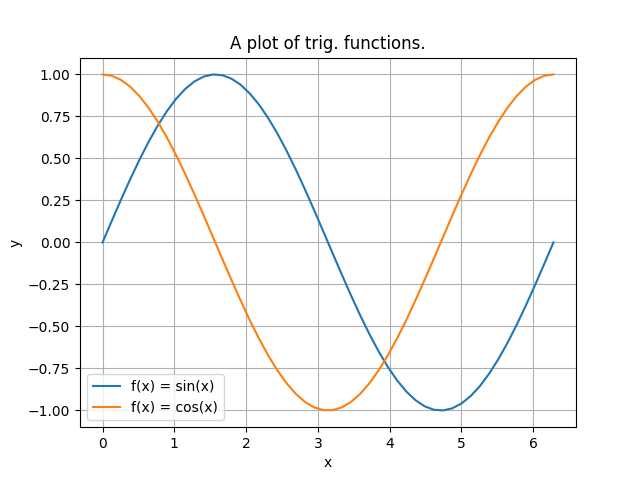 A plot of trig. functions.
1.00
0.75
0.50
0.25
0.00
−0.25
−0.50
−0.75
−1.00
y
f(x) = sin(x)
f(x) = cos(x)
0 1 2 3 4 5 6
x